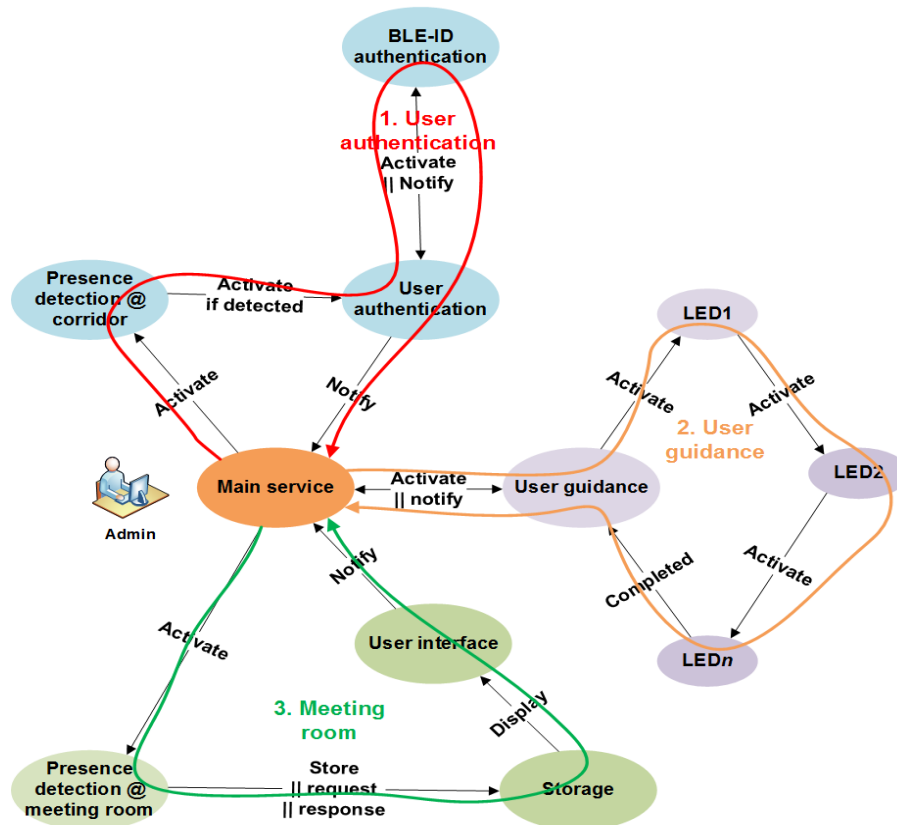 BLE-ID
authentication
1. User
authentication
Activate
|| Notify
Presence
detection @
corridor
Activate
if detected
User
authentication
LED1
Activate
Notify
Activate
Activate
2. User
guidance
Main service
Activate
|| notify
User guidance
LED2
Admin
Notify
Completed
Activate
Activate
User interface
LEDn
3. Meeting
room
Display
Presence
detection @
meeting room
Store
|| request
|| response
Storage